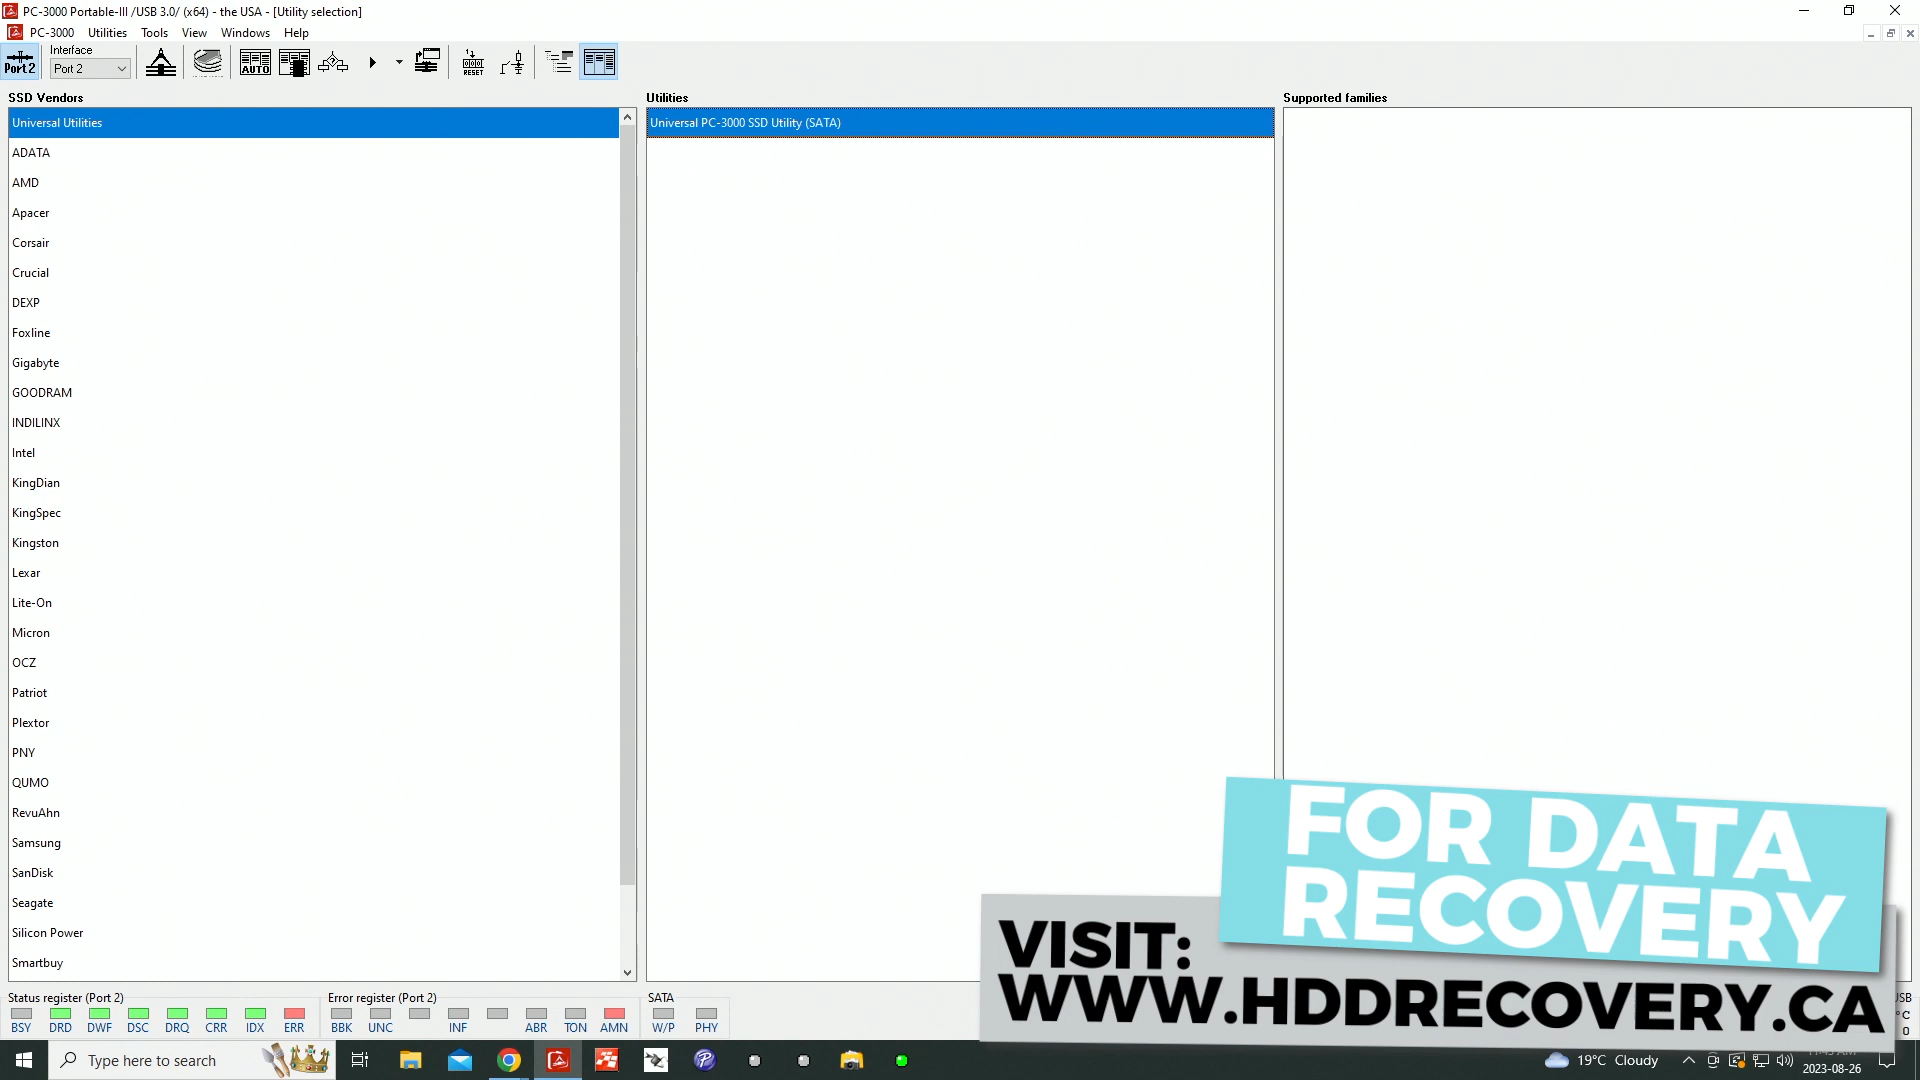 PC-3000 Portable-III /USB 3.0/ (x64) - the USA - [Utility selection]
PC-3000 Utilities Tools View Windows Help
Port2
Interface
Port 2
AUTO
RESET
SSD Vendors
Universal Utilities
ADATA
AMD
Apacer
Corsair
Crucial
DEXP
Foxline
Gigabyte
GOODRAM
INDILINX
Intel
KingDian
KingSpec
Kingston
Lexar
Lite-On
Micron
OCZ
Patriot
Plextor
PNY
QUMO
RevuAhn
Samsung
SanDisk
Seagate
Silicon Power
Smartbuy
Utilities
Universal PC-3000 SSD Utility (SATA)
Supported families
FOR DATA
RECOVERY
VISIT:
WWW.HDDRECOVERY.CA
Status register (Port 2)
BSY DRD DWF DSC DRQ CRR IDX ERR
Error register (Port 2)
BBK UNC INF ABR TON AMN
SATA
W/P PHY
Type here to search
19°C Cloudy
2023-08-26